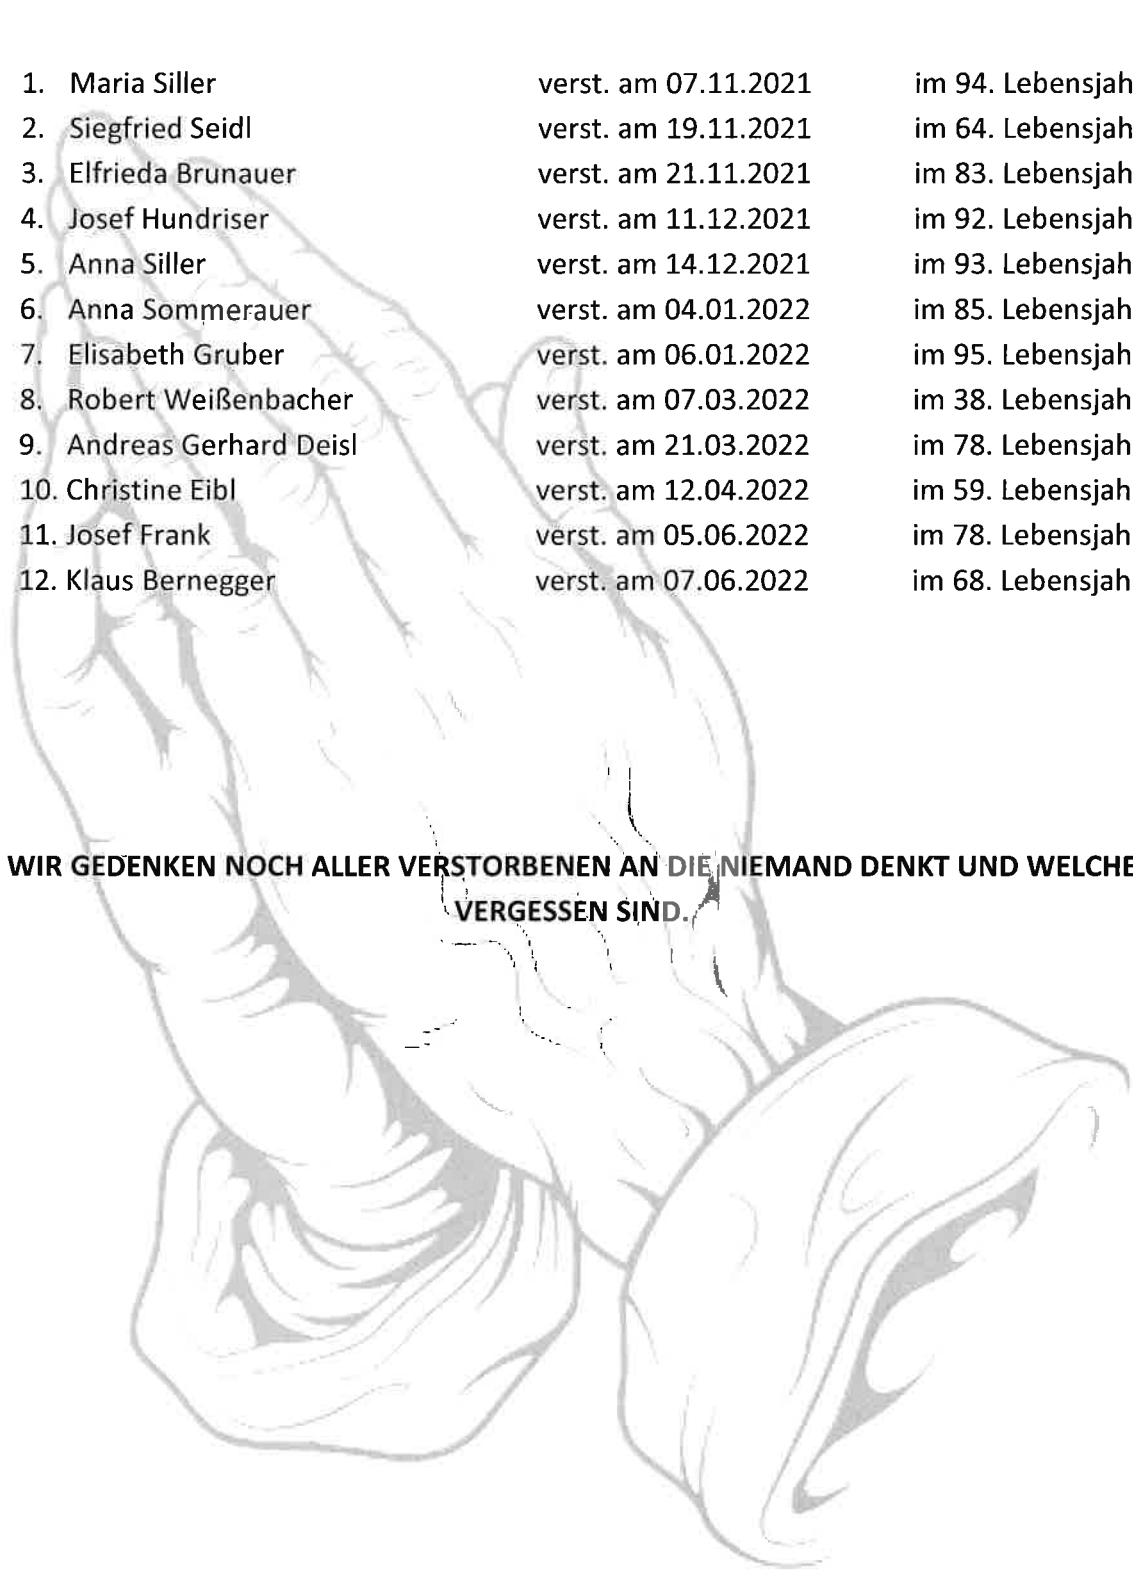 1. Maria Siller verst. am 07.11.2021 im 94. Lebensjah
2. Siegfried Seidl verst. am 19.11.2021 im 64. Lebensjah
3. Elfrieda Brunauer verst. am 21.11.2021 im 83. Lebensjah
4. Josef Hundriser verst. am 11.12.2021 im 92. Lebensjah
5. Anna Siller verst. am 14.12.2021 im 93. Lebensjah
6. Anna Sommerauer verst. am 04.01.2022 im 85. Lebensjah
7. Elisabeth Gruber verst. am 06.01.2022 im 95. Lebensjah
8. Robert Weißenbacher verst. am 07.03.2022 im 38. Lebensjah
9. Andreas Gerhard Deisl verst. am 21.03.2022 im 78. Lebensjah
10. Christine Eibl verst. am 12.04.2022 im 59. Lebensjah
11. Josef Frank verst. am 05.06.2022 im 78. Lebensjah
12. Klaus Bernegger verst. am 07.06.2022 im 68. Lebensjah
WIR GEDENKEN NOCH ALLER VERSTORBENEN AN DIE NIEMAND DENKT UND WELCHE
VERGESSEN SIND.